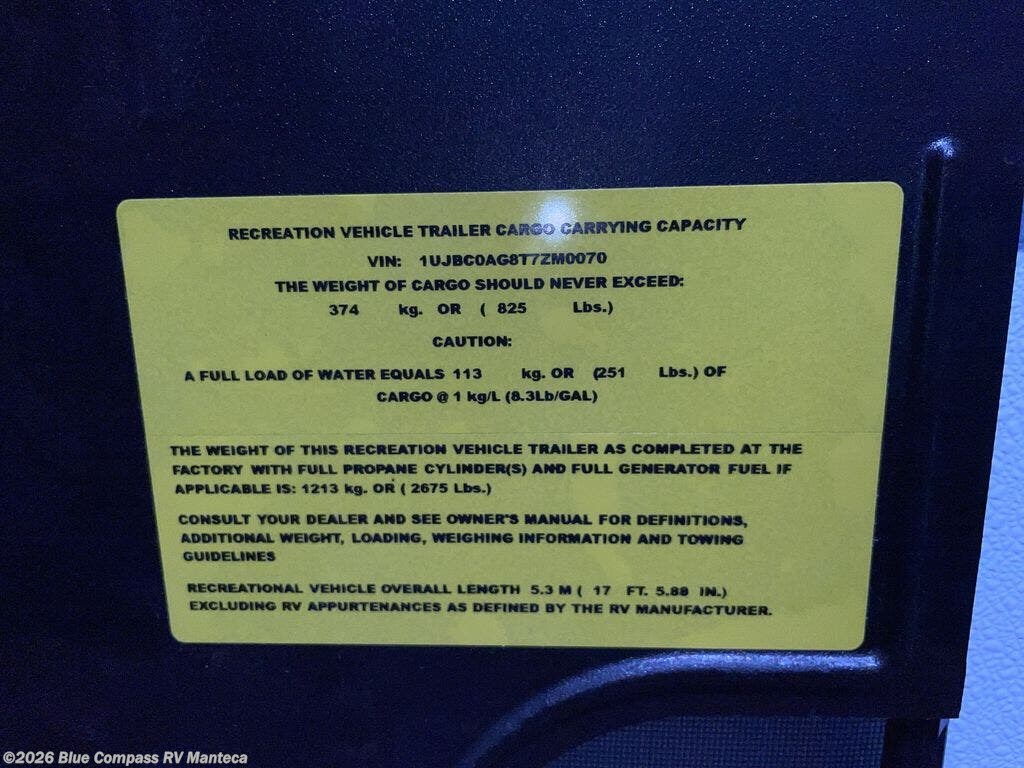 RECREATION VEHICLE TRAILER CARGO CARRYING CAPACITY
VIN: 1UJBC0AG8T7ZM0070
THE WEIGHT OF CARGO SHOULD NEVER EXCEED:
374 kg. OR ( 825 Lbs.)
CAUTION:
A FULL LOAD OF WATER EQUALS 113 kg. OR (251 Lbs.) OF
CARGO @ 1 kg/L (8.3Lb/GAL)
THE WEIGHT OF THIS RECREATION VEHICLE TRAILER AS COMPLETED AT THE
FACTORY WITH FULL PROPANE CYLINDER(S) AND FULL GENERATOR FUEL IF
APPLICABLE IS: 1213 kg. OR ( 2675 Lbs.)
CONSULT YOUR DEALER AND SEE OWNER'S MANUAL FOR DEFINITIONS,
ADDITIONAL WEIGHT, LOADING, WEIGHING INFORMATION AND TOWING
GUIDELINES
RECREATIONAL VEHICLE OVERALL LENGTH 5.3 M ( 17 FT. 5.88 IN.)
EXCLUDING RV APPURTENANCES AS DEFINED BY THE RV MANUFACTURER.
©2026 Blue Compass RV Manteca